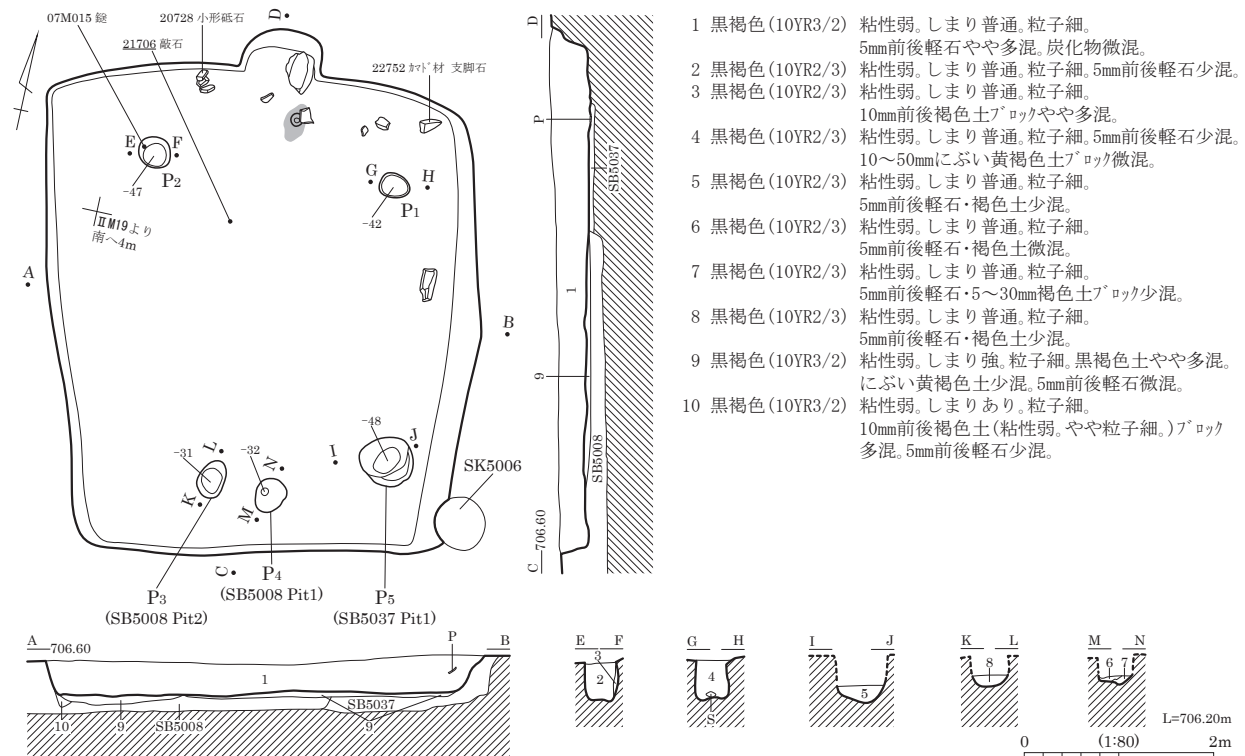 07M015 鎹
20728 小形砥石
21706 敲石
22752 ｶﾏﾄﾞ材 支脚石
D
E
F
P2
-47
G
H
P1
-42
ⅡM19より
南へ4m
A
B
-48
I
J
L
-31
K
N
-32
M
SK5006
C
P3
(SB5008 Pit2)
P4
(SB5008 Pit1)
P5
(SB5037 Pit1)
D
P
SB5037
1
9
SB5008
C
706.60
1 黒褐色(10YR3/2) 粘性弱。しまり普通。粒子細。
5mm前後軽石やや多混。炭化物微混。
2 黒褐色(10YR2/3) 粘性弱。しまり普通。粒子細。5mm前後軽石少混。
3 黒褐色(10YR2/3) 粘性弱。しまり普通。粒子細。
10mm前後褐色土ﾌﾞﾛｯｸやや多混。
4 黒褐色(10YR2/3) 粘性弱。しまり普通。粒子細。5mm前後軽石少混。
10～50mmにぶい黄褐色土ﾌﾞﾛｯｸ微混。
5 黒褐色(10YR2/3) 粘性弱。しまり普通。粒子細。
5mm前後軽石・褐色土少混。
6 黒褐色(10YR2/3) 粘性弱。しまり普通。粒子細。
5mm前後軽石・褐色土微混。
7 黒褐色(10YR2/3) 粘性弱。しまり普通。粒子細。
5mm前後軽石・5～30mm褐色土ﾌﾞﾛｯｸ少混。
8 黒褐色(10YR2/3) 粘性弱。しまり普通。粒子細。
5mm前後軽石・褐色土少混。
9 黒褐色(10YR3/2) 粘性弱。しまり強。粒子細。黒褐色土やや多混。
にぶい黄褐色土少混。5mm前後軽石微混。
10 黒褐色(10YR3/2) 粘性弱。しまりあり。粒子細。
10mm前後褐色土(粘性弱。やや粒子細。)ﾌﾞﾛｯｸ
多混。5mm前後軽石少混。
A
706.60
P
B
1
SB5037
10
9
SB5008
9
E F
3
2
G H
4
S
I J
5
K L
8
M N
6 7
L=706.20m
0 (1:80) 2m